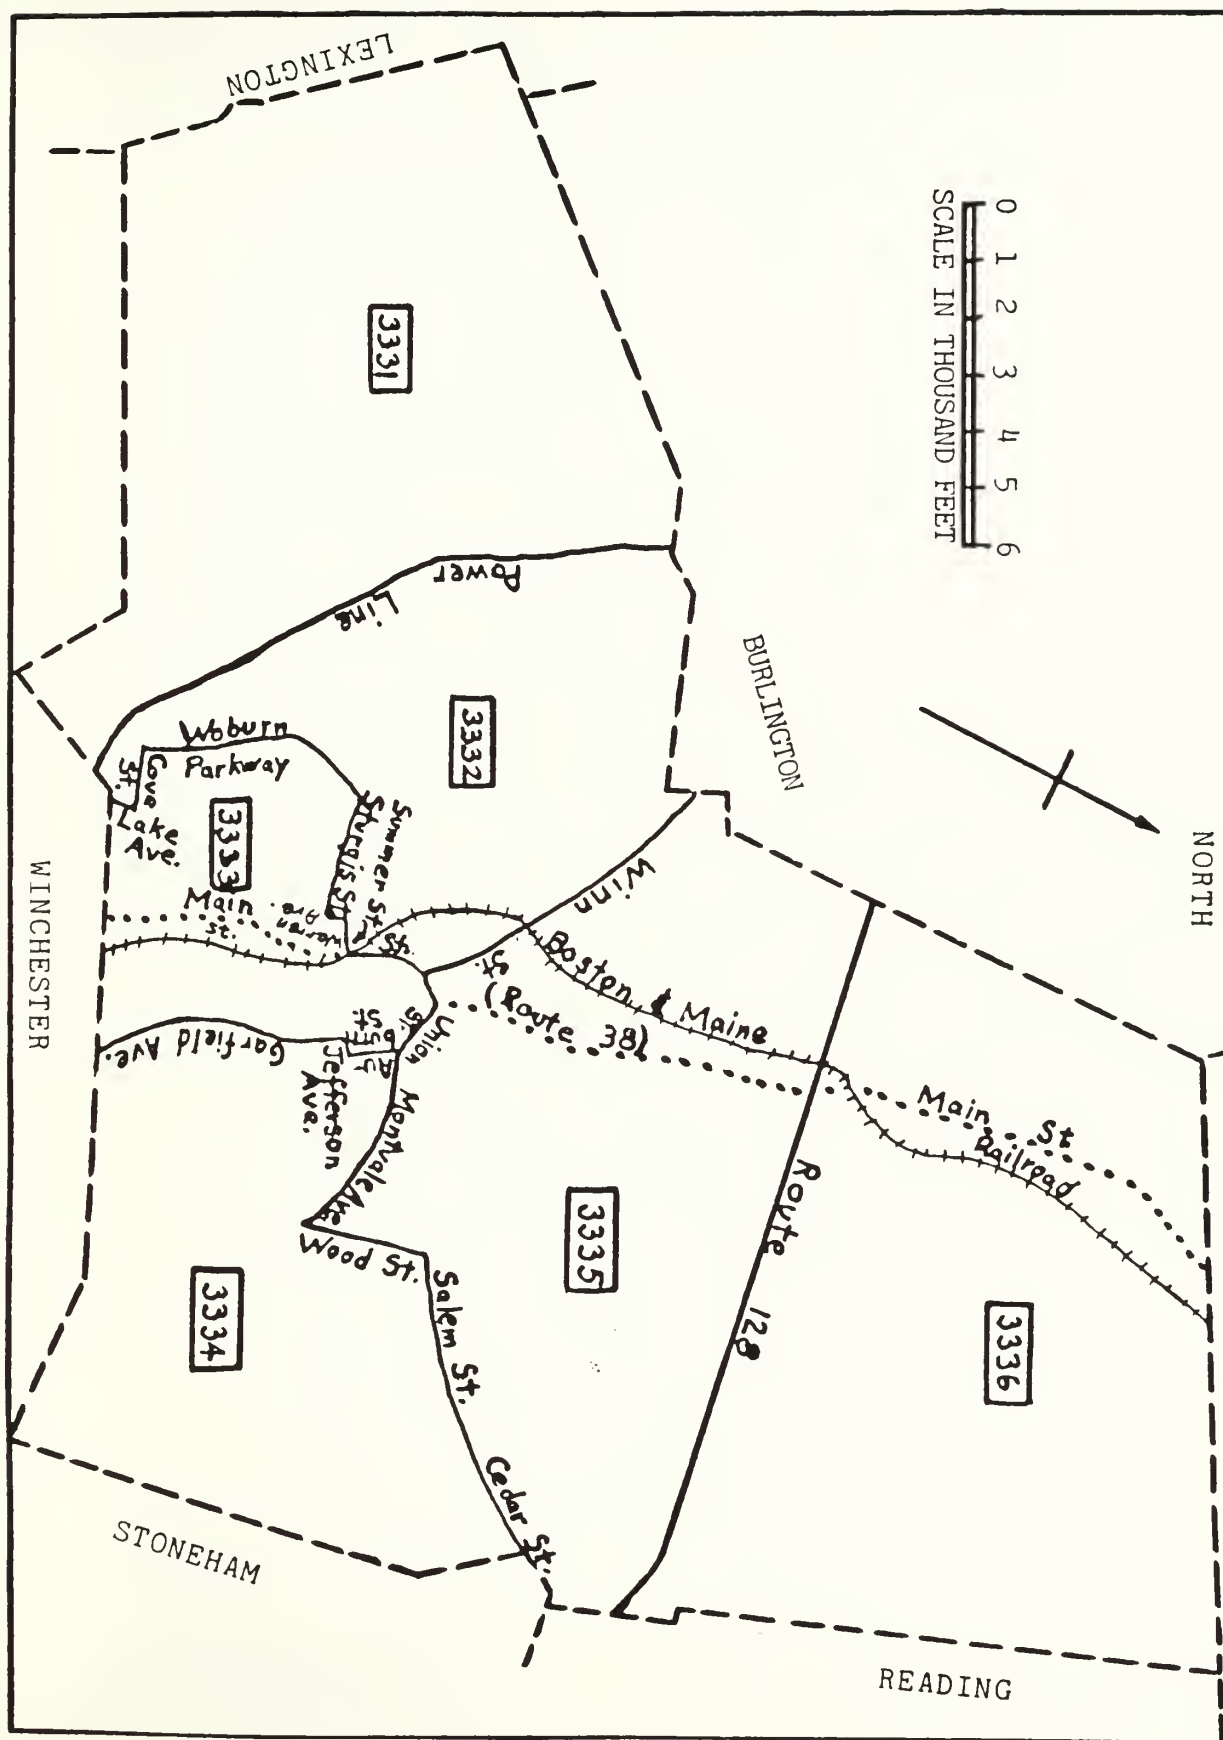 LEXINGTON
0 1 2 3 4 5 6
SCALE IN THOUSAND FEET
3331
Power
Line
BURLINGTON
NORTH
3332
Woburn
Parkway
Cove
St.
Lake
Ave.
3333
Summer St.
Sturgis St.
Warren
Ave.
Main
St.
Winn
St.
WINCHESTER
Boston & Maine
Railroad
(Route 38)
Main St
Union
St.
Garfield Ave.
Jefferson
Ave.
Montvale Ave
Route 128
Wood St.
3334
3335
3336
Salem St.
Cedar St.
STONEHAM
READING